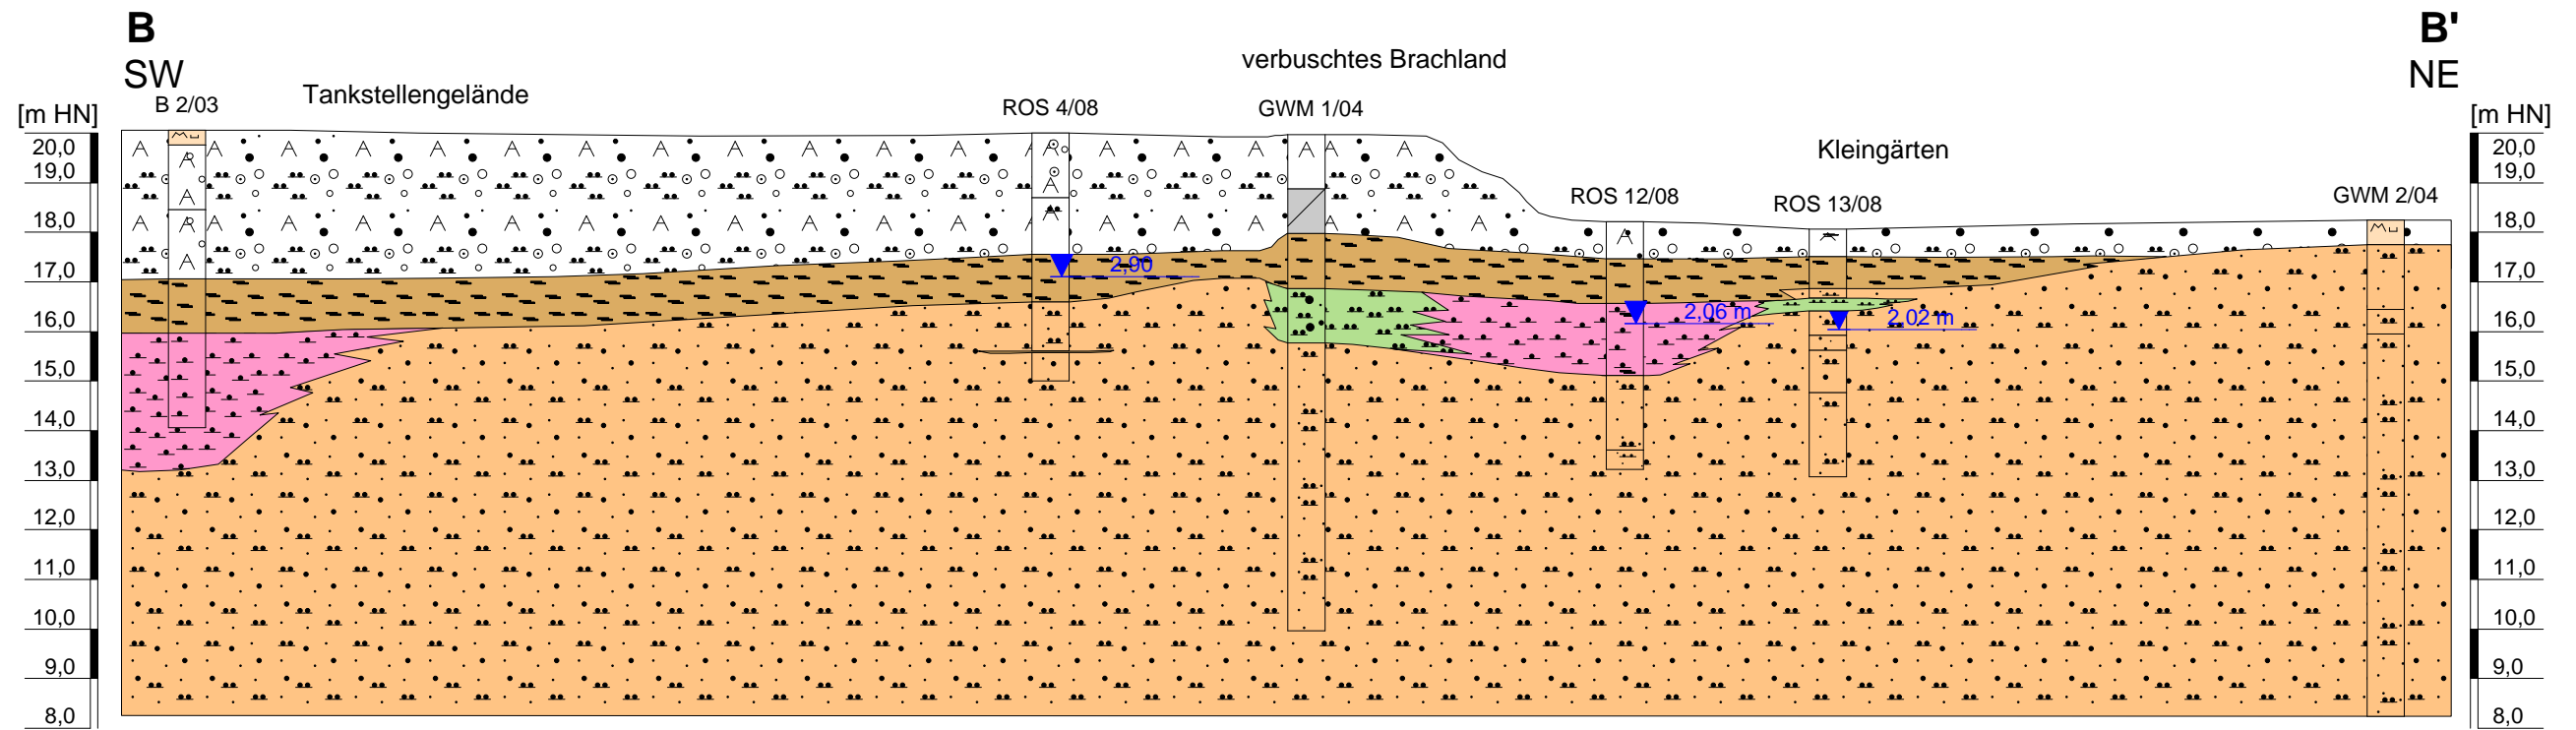 B B'
SW NE
verbuschtes Brachland
Tankstellengelände
B 2/03 ROS 4/08 GWM 1/04
[m HN] [m HN]
Kleingärten
ROS 12/08 ROS 13/08 GWM 2/04
20,0 20,0
19,0 19,0
18,0 18,0
17,0 2,90 17,0
16,0 2,06 m 2,02 m 16,0
15,0 15,0
14,0 14,0
13,0 13,0
12,0 12,0
11,0 11,0
10,0 10,0
9,0 9,0
8,0 8,0